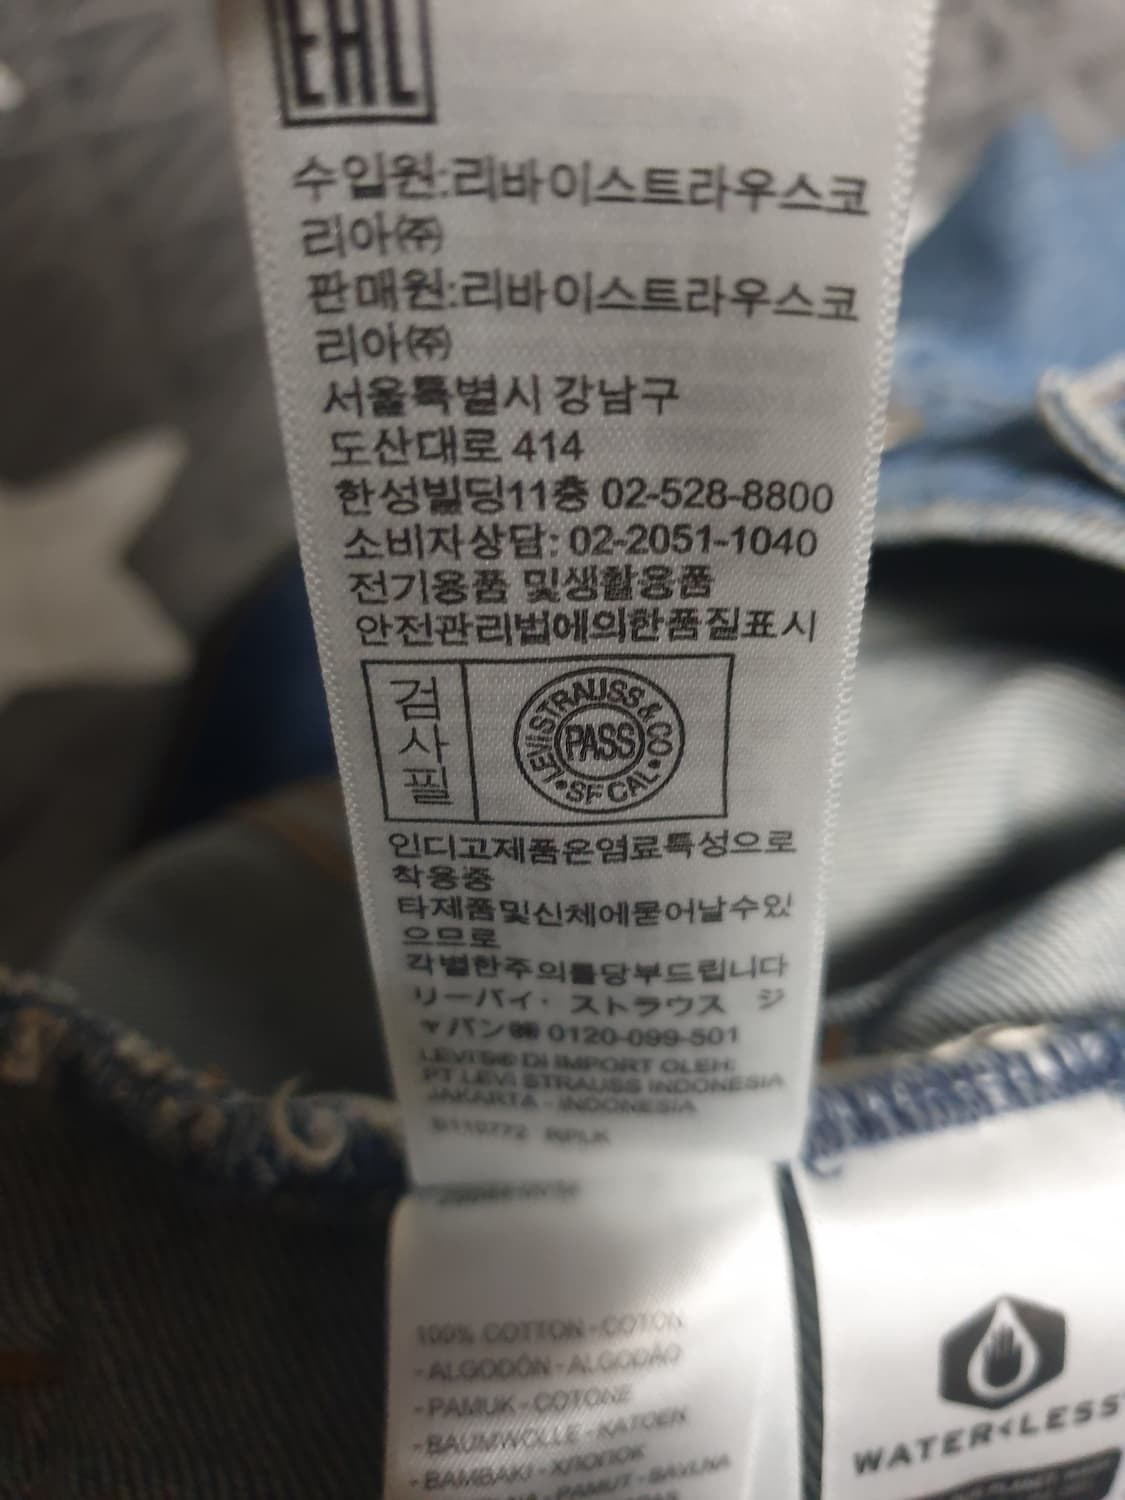 EAC
수입원:리바이스트라우스코
리아㈜
판매원:리바이스트라우스코
리아㈜
서울특별시 강남구
도산대로 414
한성빌딩11층 02-528-8800
소비자상담: 02-2051-1040
전기용품 및생활용품
안전관리법에의한품질표시
검
사
필
LEVI STRAUSS & CO
PASS
SF CAL
인디고제품은염료특성으로
착용중
타제품및신체에묻어날수있
으므로
각별한주의를당부드립니다
リーバイ・ ストラウス ジ
ャパン㈱ 0120-099-501
LEVI'S® DI IMPORT OLEH:
PT LEVI STRAUSS INDONESIA
JAKARTA - INDONESIA
100% COTTON - COTON
- ALGODÓN - ALGODÃO
- PAMUK - COTONE
- BAUMWOLLE - KATOEN
- BAMBAKI - ХЛОПОК
PAMUT - BAVLNA
WATER<LESS